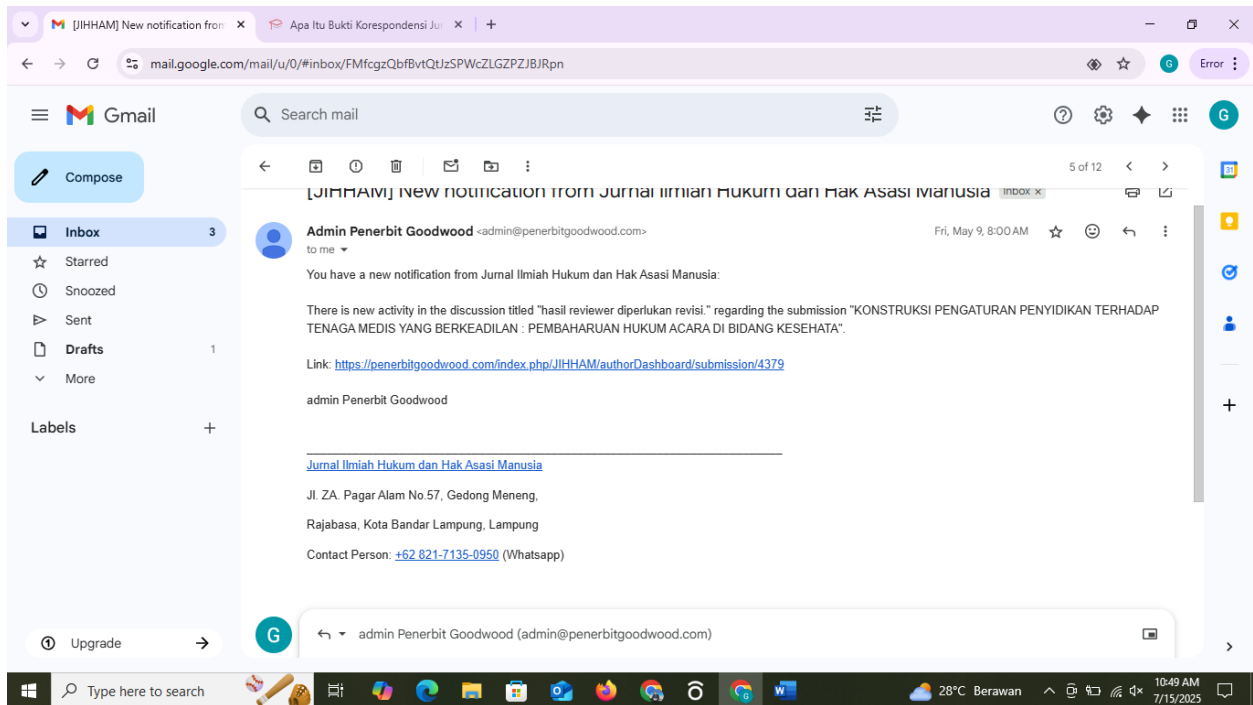 [JIHHAM] New notification from
Apa Itu Bukti Korespondensi Jur
mail.google.com/mail/u/0/#inbox/FMfcgzQbfBvtQtJzSPWcZLGZPZJBJRpn
G
Error
Gmail
Search mail
G
Compose
5 of 12
31
[JIHHAM] New notification from Jurnal Ilmiah Hukum dan Hak Asasi Manusia Inbox x
Inbox 3
Admin Penerbit Goodwood <admin@penerbitgoodwood.com> Fri, May 9, 8:00 AM
to me
Starred
You have a new notification from Jurnal Ilmiah Hukum dan Hak Asasi Manusia:
Snoozed
There is new activity in the discussion titled "hasil reviewer diperlukan revisi." regarding the submission "KONSTRUKSI PENGATURAN PENYIDIKAN TERHADAP
Sent
TENAGA MEDIS YANG BERKEADILAN : PEMBAHARUAN HUKUM ACARA DI BIDANG KESEHATA".
Drafts 1
Link: https://penerbitgoodwood.com/index.php/JIHHAM/authorDashboard/submission/4379
More
admin Penerbit Goodwood
Labels
Jurnal Ilmiah Hukum dan Hak Asasi Manusia
Jl. ZA. Pagar Alam No.57, Gedong Meneng,
Rajabasa, Kota Bandar Lampung, Lampung
Contact Person: +62 821-7135-0950 (Whatsapp)
G
admin Penerbit Goodwood (admin@penerbitgoodwood.com)
Upgrade
Type here to search
28°C Berawan
10:49 AM
7/15/2025